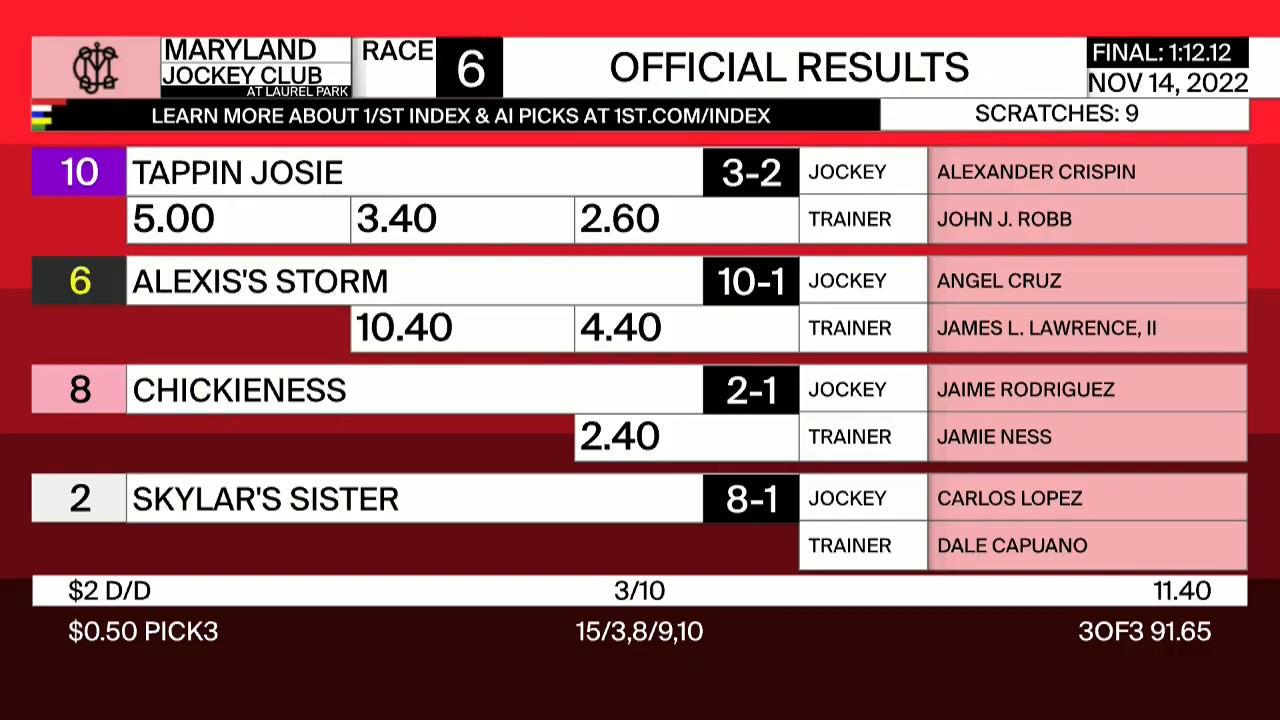 MARYLAND
JOCKEY CLUB
AT LAUREL PARK
RACE 6
OFFICIAL RESULTS
FINAL: 1:12.12
NOV 14, 2022
LEARN MORE ABOUT 1/ST INDEX & AI PICKS AT 1ST.COM/INDEX
SCRATCHES: 9
10 TAPPIN JOSIE 3-2 JOCKEY ALEXANDER CRISPIN
5.00 3.40 2.60 TRAINER JOHN J. ROBB
6 ALEXIS'S STORM 10-1 JOCKEY ANGEL CRUZ
10.40 4.40 TRAINER JAMES L. LAWRENCE, II
8 CHICKIENESS 2-1 JOCKEY JAIME RODRIGUEZ
2.40 TRAINER JAMIE NESS
2 SKYLAR'S SISTER 8-1 JOCKEY CARLOS LOPEZ
TRAINER DALE CAPUANO
$2 D/D 3/10 11.40
$0.50 PICK3 15/3,8/9,10 3OF3 91.65